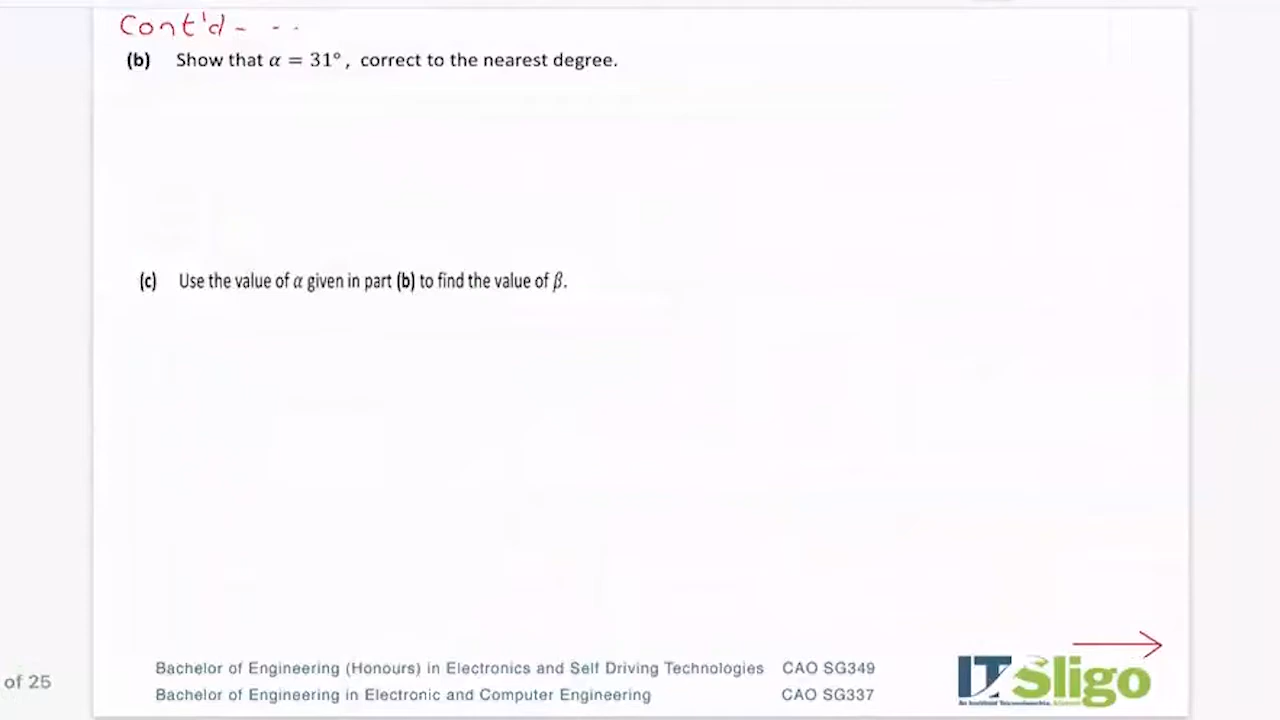 Cont'd - - -
(b) Show that α = 31°, correct to the nearest degree.
(c) Use the value of α given in part (b) to find the value of β.
of 25
Bachelor of Engineering (Honours) in Electronics and Self Driving Technologies CAO SG349
Bachelor of Engineering in Electronic and Computer Engineering CAO SG337
IT Sligo